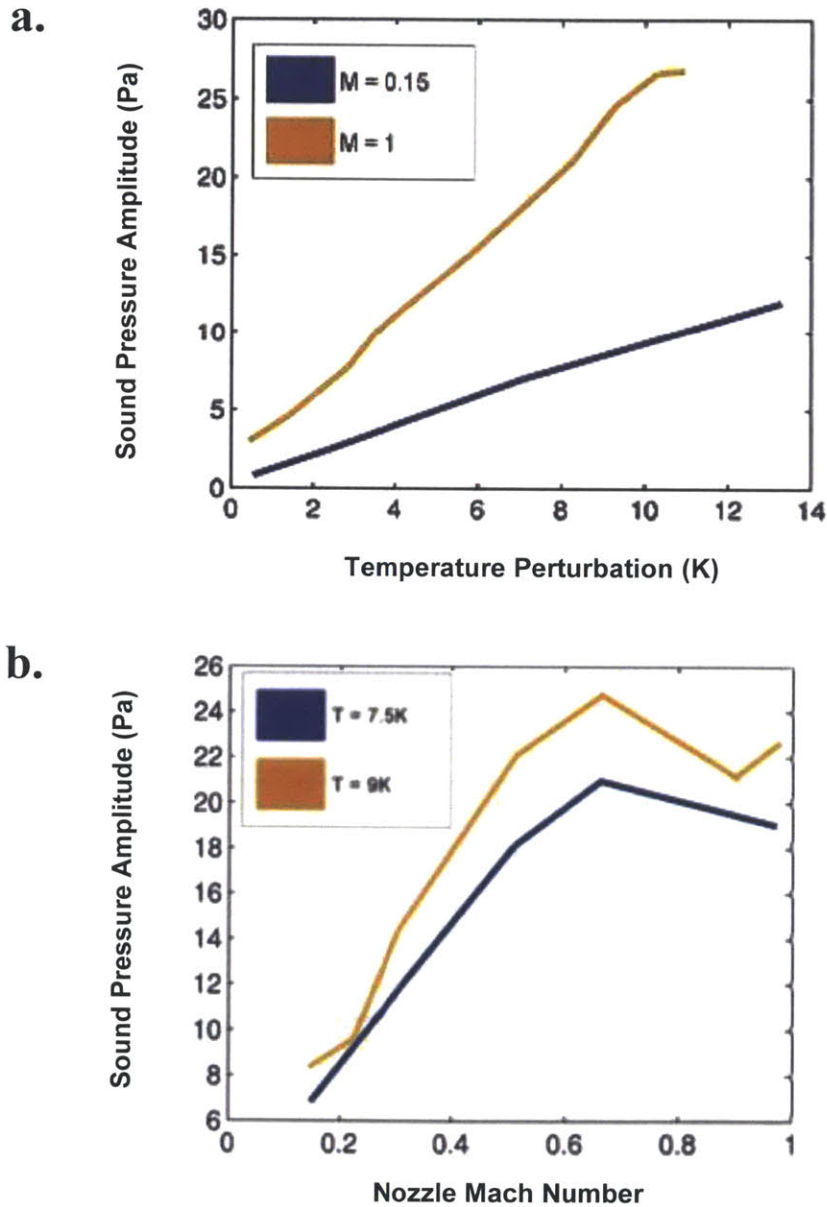 a.
Sound Pressure Amplitude (Pa)
30
25
20
15
10
5
0
M = 0.15
M = 1
0 2 4 6 8 10 12 14
Temperature Perturbation (K)
b.
Sound Pressure Amplitude (Pa)
26
24
22
20
18
16
14
12
10
8
6
T = 7.5K
T = 9K
0 0.2 0.4 0.6 0.8 1
Nozzle Mach Number